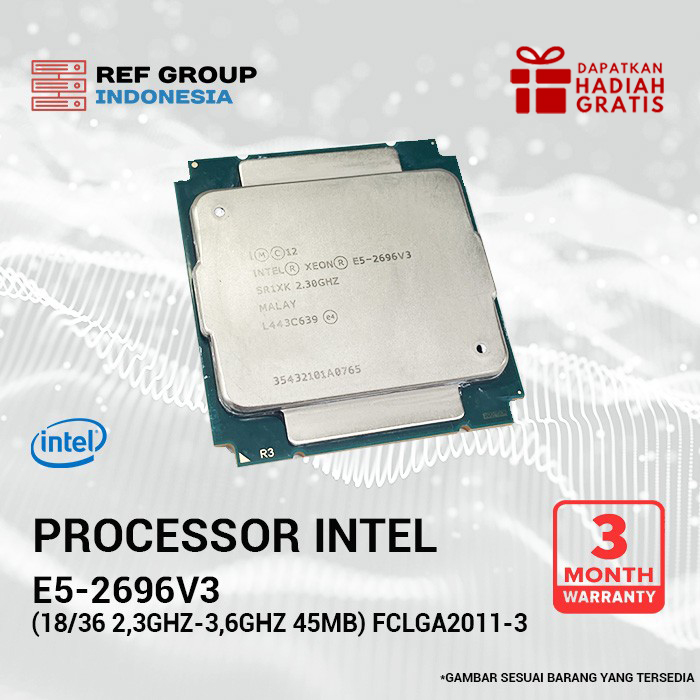 REF GROUP
INDONESIA
DAPATKAN
HADIAH
GRATIS
i Ⓜ Ⓒ 12
INTEL® XEON® E5-2696V3
SR1XK 2.30GHZ
MALAY
L443C639 e4
35432101A0765
R3
intel
PROCESSOR INTEL
E5-2696V3
(18/36 2,3GHZ-3,6GHZ 45MB) FCLGA2011-3
3
MONTH
WARRANTY
*GAMBAR SESUAI BARANG YANG TERSEDIA